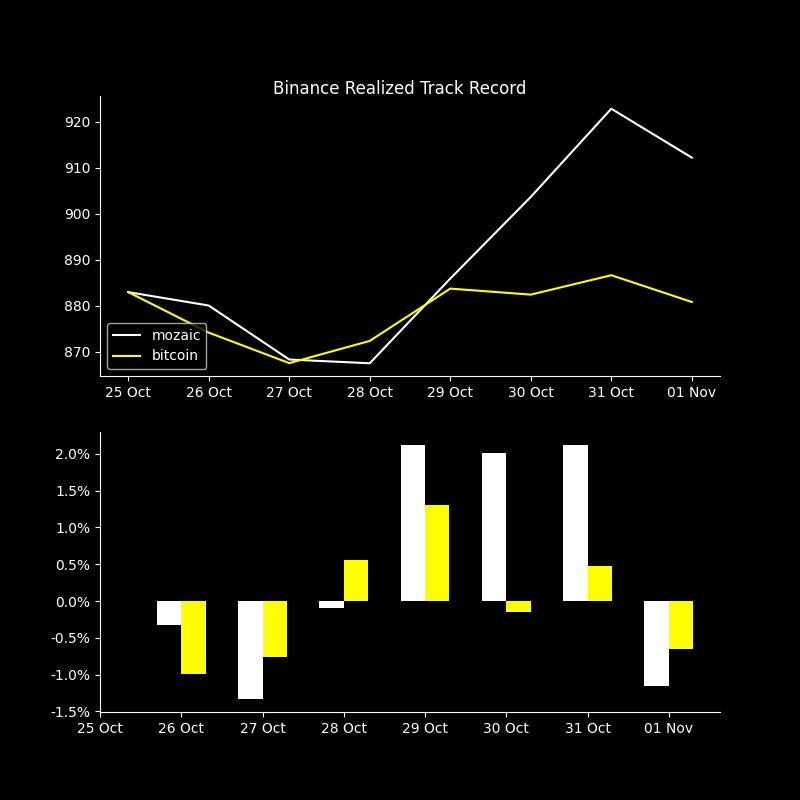 Binance Realized Track Record
920
910
900
890
880
870
mozaic
bitcoin
25 Oct 26 Oct 27 Oct 28 Oct 29 Oct 30 Oct 31 Oct 01 Nov
2.0%
1.5%
1.0%
0.5%
0.0%
-0.5%
-1.0%
-1.5%
25 Oct 26 Oct 27 Oct 28 Oct 29 Oct 30 Oct 31 Oct 01 Nov